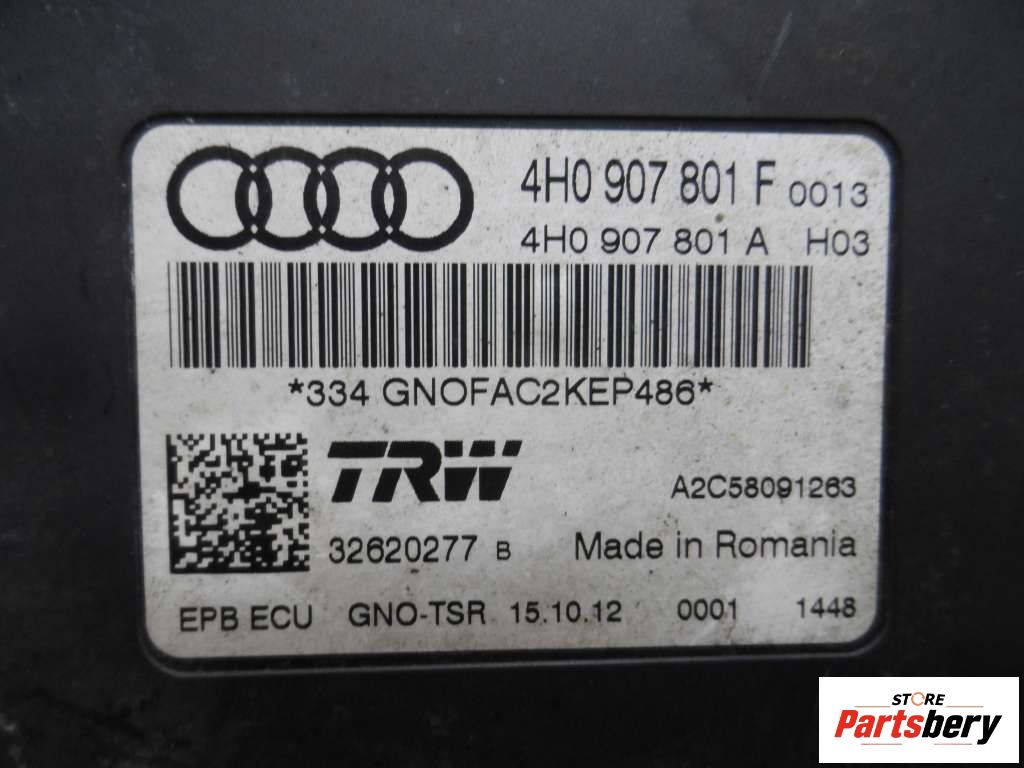 4H0 907 801 F 0013
4H0 907 801 A H03
*334 GNOFAC2KEP486*
TRW
A2C58091263
32620277 B Made in Romania
EPB ECU GNO-TSR 15.10.12 0001 1448
STORE
Partsbery